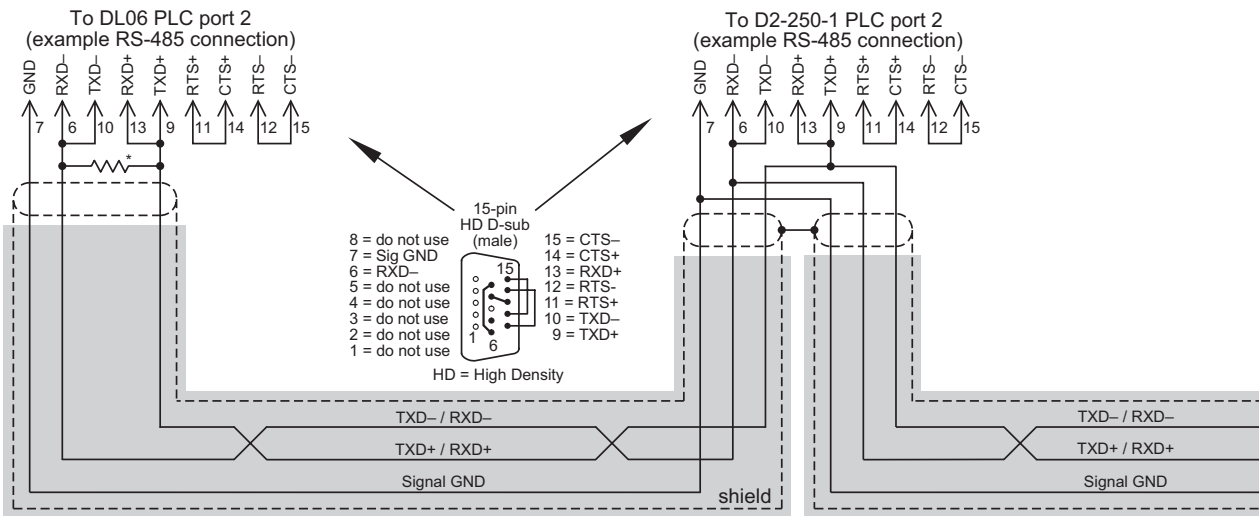 To DL06 PLC port 2
(example RS-485 connection)
GND RXD– TXD– RXD+ TXD+ RTS+ CTS+ RTS– CTS–
7 6 10 13 9 11 14 12 15
*
To D2-250-1 PLC port 2
(example RS-485 connection)
GND RXD– TXD– RXD+ TXD+ RTS+ CTS+ RTS– CTS–
7 6 10 13 9 11 14 12 15
15-pin
HD D-sub
(male)
8 = do not use
7 = Sig GND
6 = RXD–
5 = do not use
4 = do not use
3 = do not use
2 = do not use
1 = do not use
15
1
6
15 = CTS–
14 = CTS+
13 = RXD+
12 = RTS-
11 = RTS+
10 = TXD–
9 = TXD+
HD = High Density
TXD– / RXD–
TXD+ / RXD+
Signal GND
shield
TXD– / RXD–
TXD+ / RXD+
Signal GND